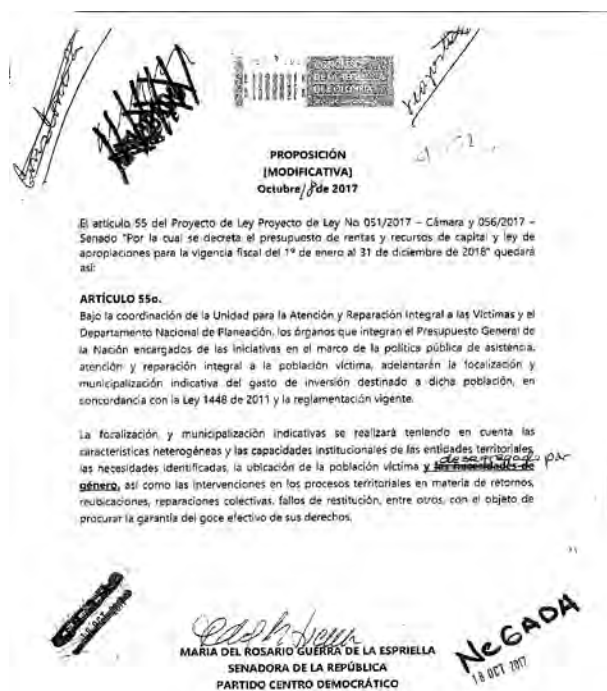 Constancia
CONGRESO
DE LA REPÚBLICA
DE COLOMBIA
PROPOSICIÓN
[MODIFICATIVA]
Octubre 18 de 2017
El artículo 55 del Proyecto de Ley Proyecto de Ley No 051/2017 – Cámara y 056/2017 –
Senado "Por la cual se decreta el presupuesto de rentas y recursos de capital y ley de
apropiaciones para la vigencia fiscal del 1º de enero al 31 de diciembre de 2018" quedará
así:
ARTÍCULO 55o.
Bajo la coordinación de la Unidad para la Atención y Reparación Integral a las Víctimas y el
Departamento Nacional de Planeación, los órganos que integran el Presupuesto General de
la Nación encargados de las iniciativas en el marco de la política pública de asistencia,
atención y reparación integral a la población víctima, adelantarán la focalización y
municipalización indicativa del gasto de inversión destinado a dicha población, en
concordancia con la Ley 1448 de 2011 y la reglamentación vigente.
La focalización y municipalización indicativas se realizará teniendo en cuenta las
características heterogéneas y las capacidades institucionales de las entidades territoriales,
desagregado por
las necesidades identificadas, la ubicación de la población víctima y las necesidades de
género, así como las intervenciones en los procesos territoriales en materia de retornos,
reubicaciones, reparaciones colectivas, fallos de restitución, entre otros, con el objeto de
procurar la garantía del goce efectivo de sus derechos.
MARIA DEL ROSARIO GUERRA DE LA ESPRIELLA
SENADORA DE LA REPÚBLICA
PARTIDO CENTRO DEMOCRÁTICO
NEGADA
18 OCT 2017